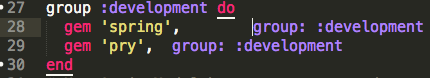 27 group :development do
28 gem 'spring', group: :development
29 gem 'pry', group: :development
30 end